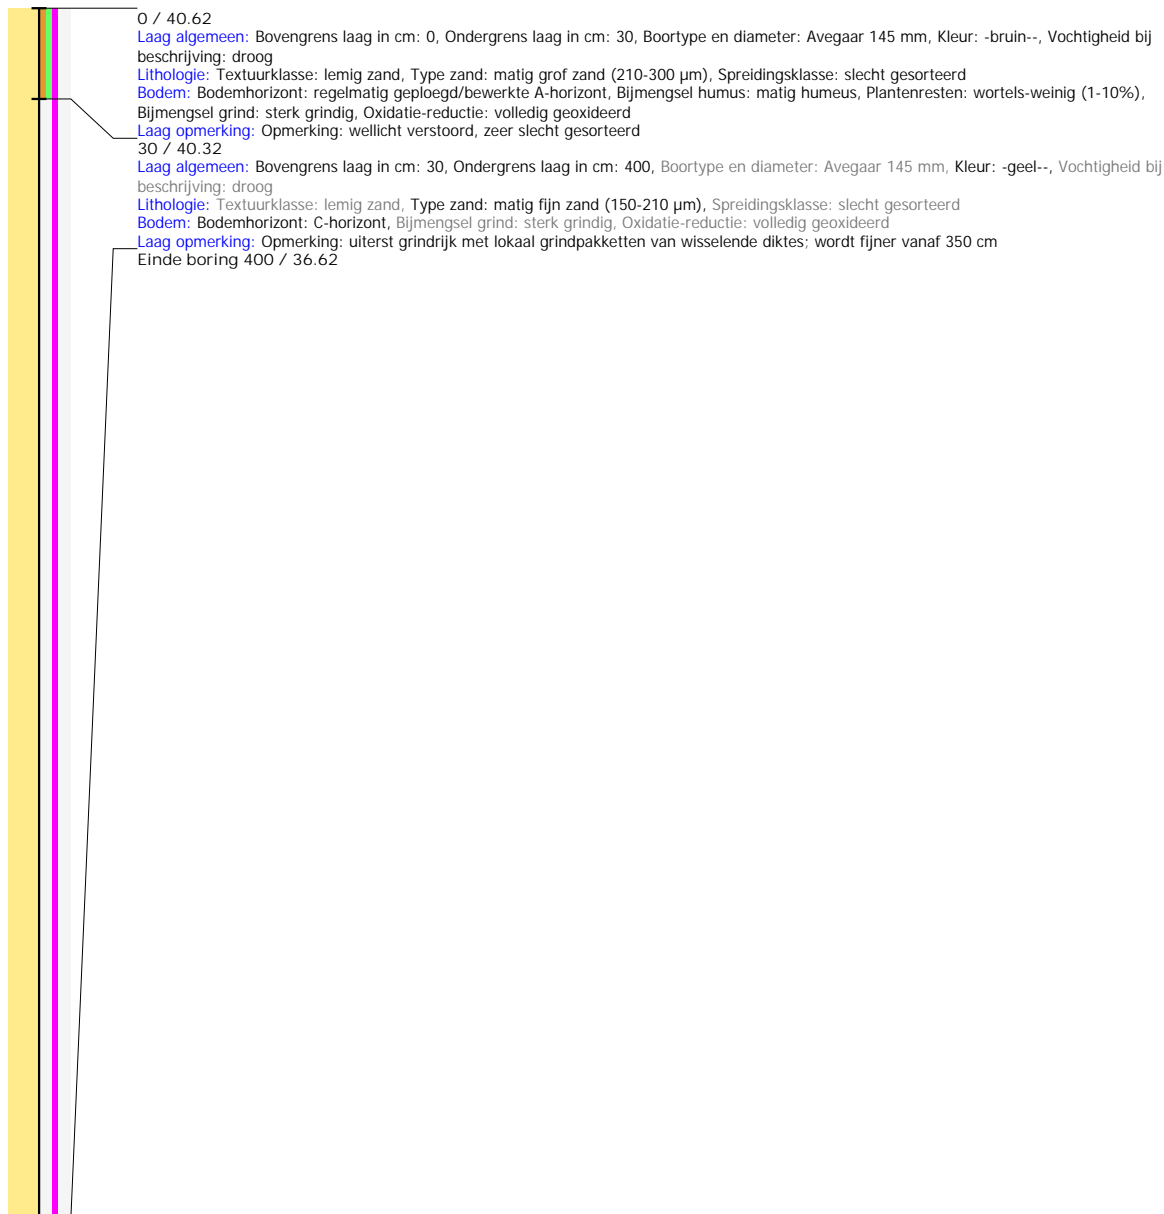 0 / 40.62
Laag algemeen: Bovengrens laag in cm: 0, Ondergrens laag in cm: 30, Boortype en diameter: Avegaar 145 mm, Kleur: -bruin--, Vochtigheid bij
beschrijving: droog
Lithologie: Textuurklasse: lemig zand, Type zand: matig grof zand (210-300 µm), Spreidingsklasse: slecht gesorteerd
Bodem: Bodemhorizont: regelmatig geploegd/bewerkte A-horizont, Bijmengsel humus: matig humeus, Plantenresten: wortels-weinig (1-10%),
Bijmengsel grind: sterk grindig, Oxidatie-reductie: volledig geoxideerd
Laag opmerking: Opmerking: wellicht verstoord, zeer slecht gesorteerd
30 / 40.32
Laag algemeen: Bovengrens laag in cm: 30, Ondergrens laag in cm: 400, Boortype en diameter: Avegaar 145 mm, Kleur: -geel--, Vochtigheid bij
beschrijving: droog
Lithologie: Textuurklasse: lemig zand, Type zand: matig fijn zand (150-210 µm), Spreidingsklasse: slecht gesorteerd
Bodem: Bodemhorizont: C-horizont, Bijmengsel grind: sterk grindig, Oxidatie-reductie: volledig geoxideerd
Laag opmerking: Opmerking: uiterst grindrijk met lokaal grindpakketten van wisselende diktes; wordt fijner vanaf 350 cm
Einde boring 400 / 36.62